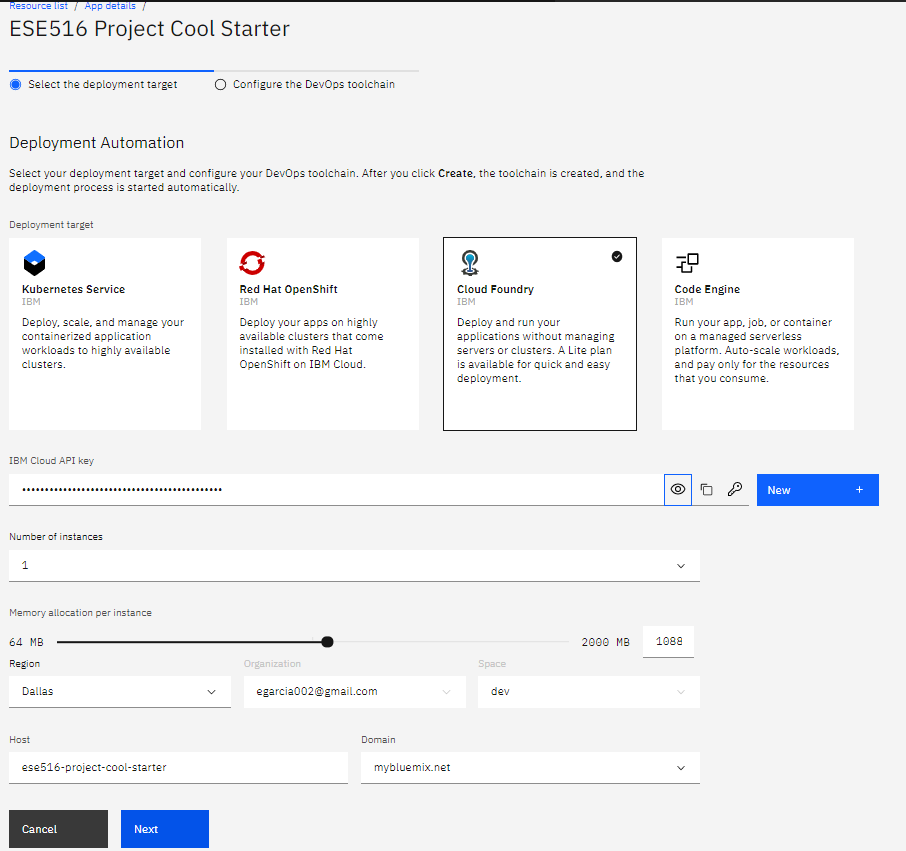 Resource list / App details /
ESE516 Project Cool Starter
Select the deployment target
Configure the DevOps toolchain
Deployment Automation
Select your deployment target and configure your DevOps toolchain. After you click Create, the toolchain is created, and the
deployment process is started automatically.
Deployment target
Kubernetes Service
IBM
Deploy, scale, and manage your
containerized application
workloads to highly available
clusters.
Red Hat OpenShift
IBM
Deploy your apps on highly
available clusters that come
installed with Red Hat
OpenShift on IBM Cloud.
Cloud Foundry
IBM
Deploy and run your
applications without managing
servers or clusters. A Lite plan
is available for quick and easy
deployment.
Code Engine
IBM
Run your app, job, or container
on a managed serverless
platform. Auto-scale workloads,
and pay only for the resources
that you consume.
IBM Cloud API key
••••••••••••••••••••••••••••••••••••••••••••
New +
Number of instances
1
Memory allocation per instance
64 MB 2000 MB 1088
Region Organization Space
Dallas egarcia002@gmail.com dev
Host Domain
ese516-project-cool-starter mybluemix.net
Cancel Next